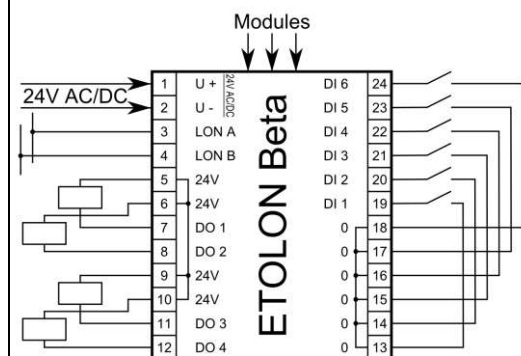 Modules
24V AC/DC
1 U + 24V AC/DC DI 6 24
2 U - DI 5 23
3 LON A DI 4 22
4 LON B DI 3 21
5 24V DI 2 20
6 24V DI 1 19
7 DO 1 0 18
8 DO 2 0 17
9 24V 0 16
10 24V 0 15
11 DO 3 0 14
12 DO 4 0 13
ETOLON Beta